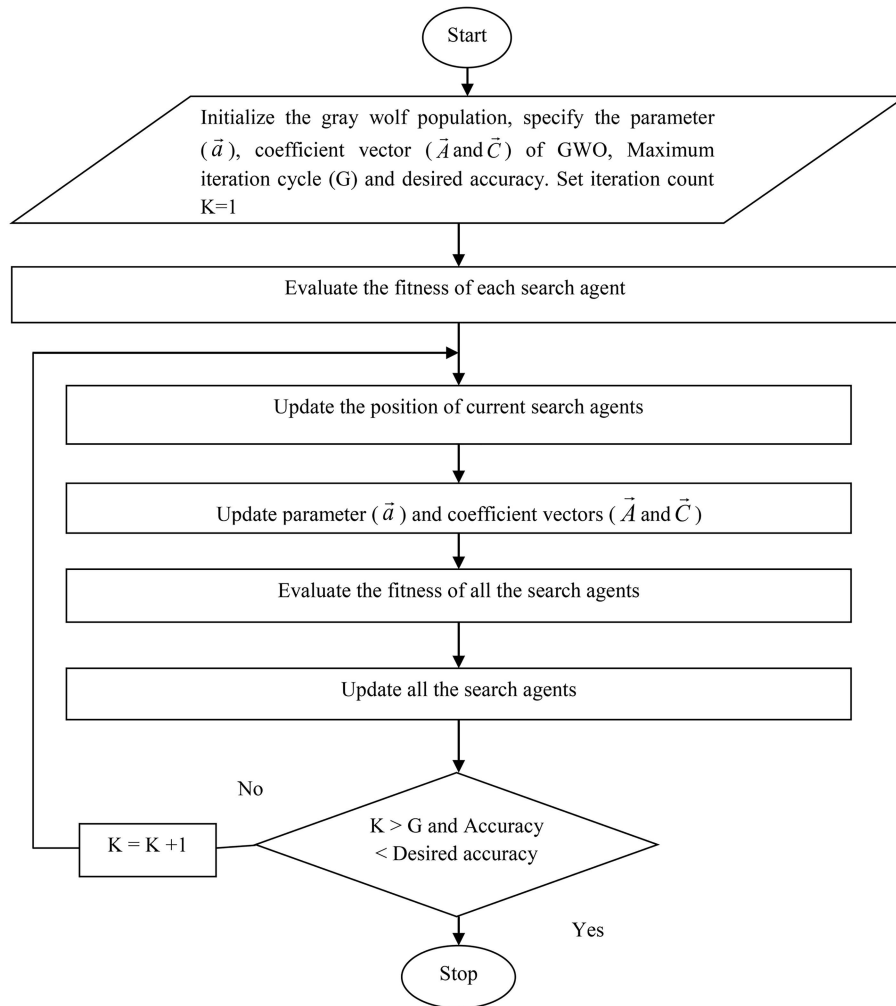 Start
Initialize the gray wolf population, specify the parameter
( a⃗ ), coefficient vector ( A⃗ and C⃗ ) of GWO, Maximum
iteration cycle (G) and desired accuracy. Set iteration count
K=1
Evaluate the fitness of each search agent
Update the position of current search agents
Update parameter ( a⃗ ) and coefficient vectors ( A⃗ and C⃗ )
Evaluate the fitness of all the search agents
Update all the search agents
No
K > G and Accuracy
< Desired accuracy
K = K +1
Yes
Stop